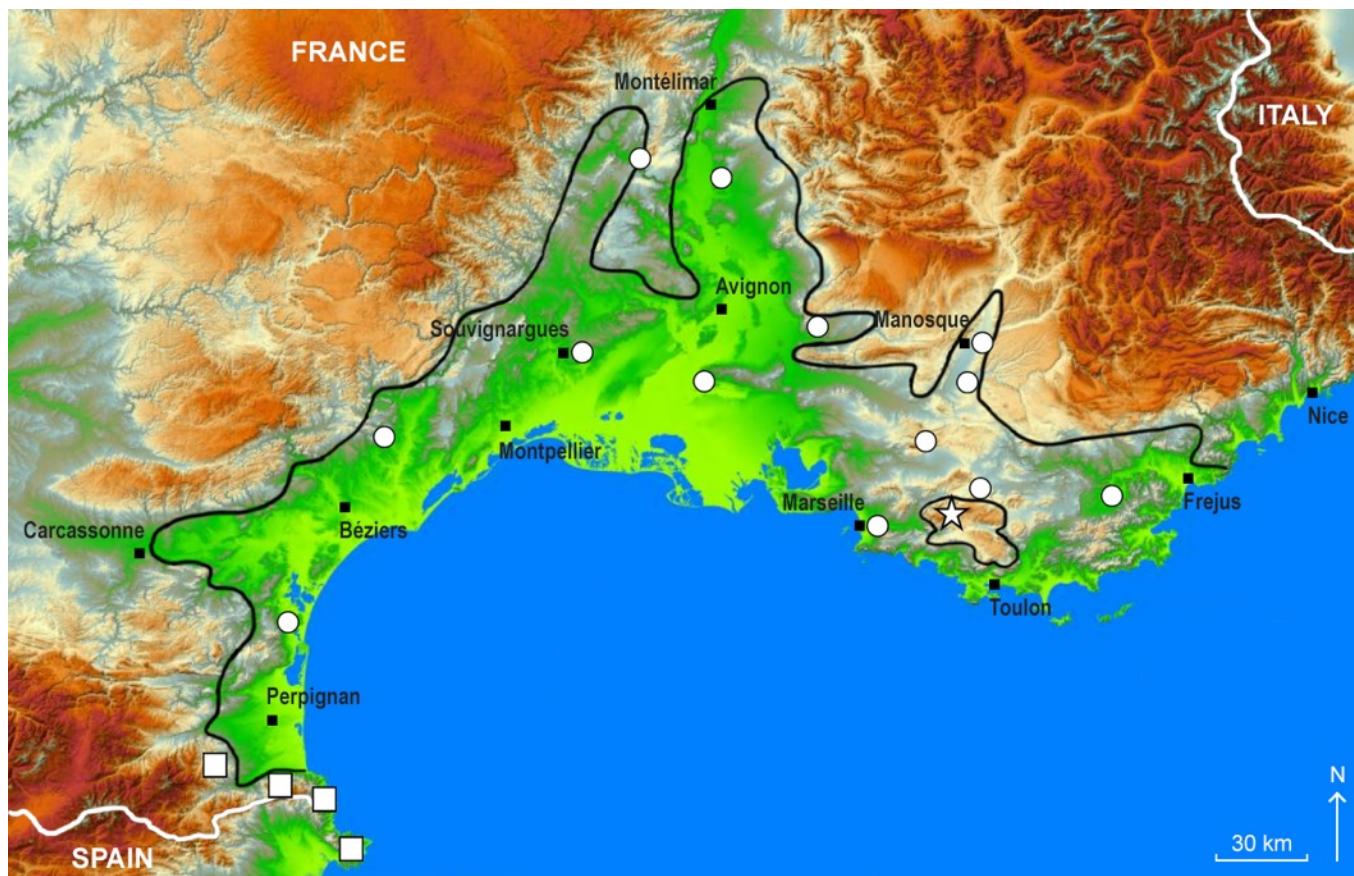 FRANCE
Montélimar
ITALY
Avignon
Souvignargues
Manosque
Nice
Montpellier
Marseille
Frejus
Carcassonne
Béziers
Toulon
Perpignan
N
30 km
SPAIN